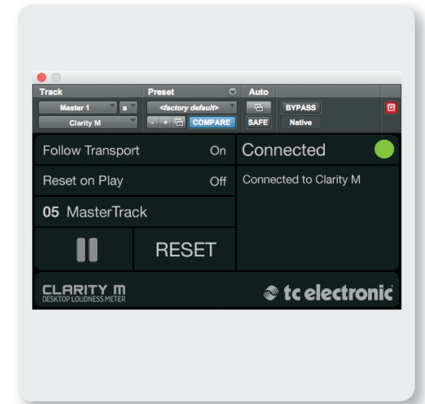 Track Preset Auto
Master 1 a <factory default> BYPASS
Clarity M - + COMPARE SAFE Native
Follow Transport On
Connected
Reset on Play Off
Connected to Clarity M
05 MasterTrack
RESET
CLARITY M
DESKTOP LOUDNESS METER
tc electronic